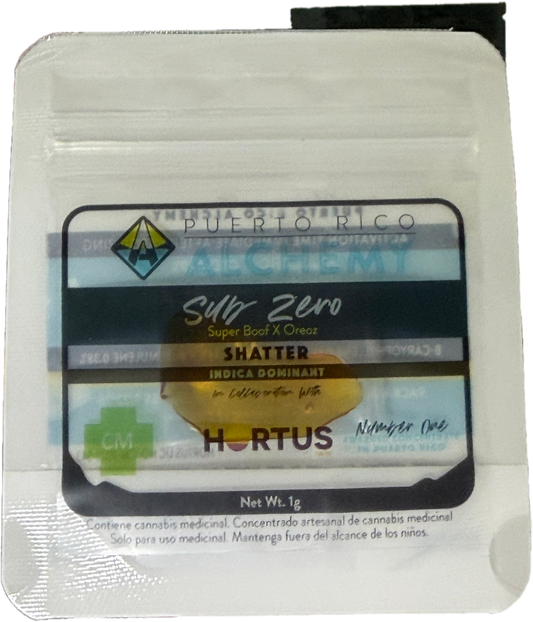 PUERTO RICO
ALCHEMY
Sub Zero
Super Boof X Oreoz
SHATTER
INDICA DOMINANT
in Collaboration With
HORTUS
Number One
CM
Net Wt. 1g
Contiene cannabis medicinal. Concentrado artesanal de cannabis medicinal
Solo para uso medicinal. Mantenga fuera del alcance de los niños.